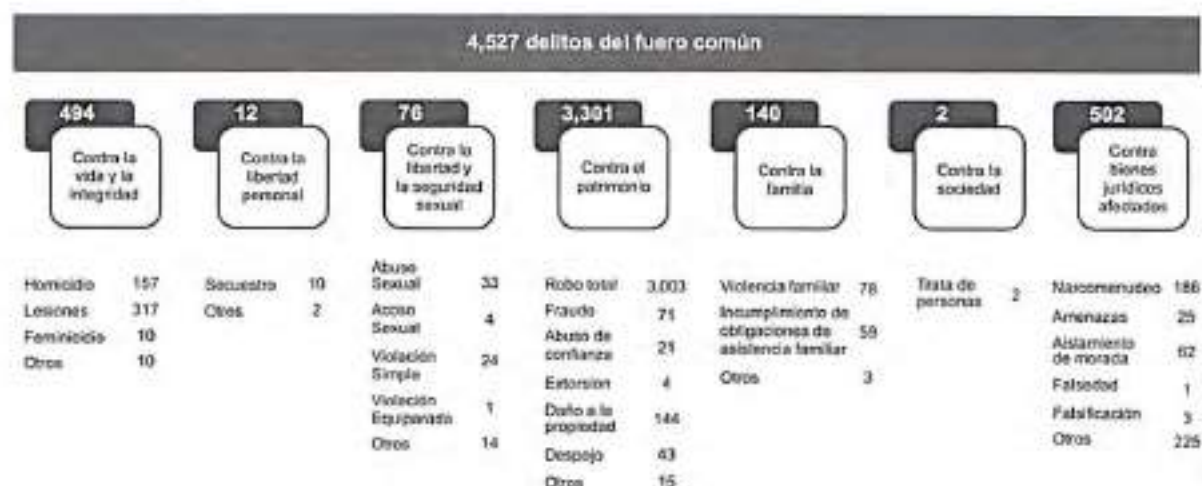 4,527 delitos del fuero común
494
Contra la
vida y la
integridad
Homicidio 157
Lesiones 317
Feminicidio 10
Otros 10
12
Contra la
libertad
personal
Secuestro 10
Otros 2
76
Contra la
libertad y
la seguridad
sexual
Abuso
Sexual 33
Acoso
Sexual 4
Violación
Simple 24
Violación
Equiparada 1
Otros 14
3,301
Contra el
patrimonio
Robo total 3,003
Fraude 71
Abuso de
confianza 21
Extorsion 4
Daño a la
propiedad 144
Despojo 43
Otros 15
140
Contra la
familia
Violencia familiar 78
Incumplimiento de
obligaciones de
asistencia familiar 59
Otros 3
2
Contra la
sociedad
Trata de
personas 2
502
Contra
bienes
jurídicos
afectados
Narcomenudeo 186
Amenazas 25
Aislamiento
de morada 62
Falsedad 1
Falsificación 3
Otros 225